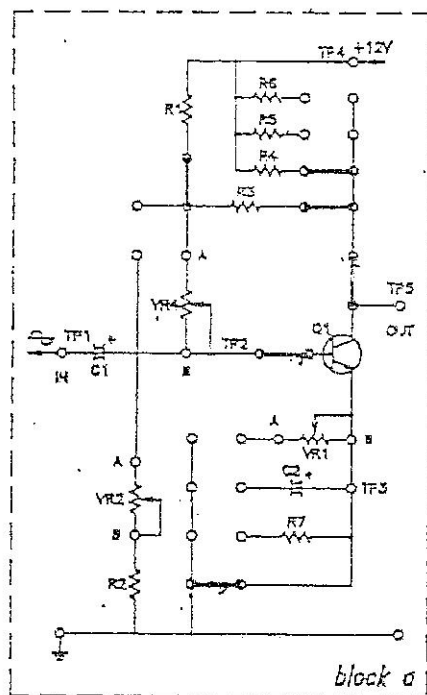 TP4 +12V
R6
R1
R5
R4
R3
A
VR4
TP5
Q1
OUT
TP1
TP2
IN
C1
B
A
B
VR1
A
C2
TP3
VR2
B
R7
R2
block a